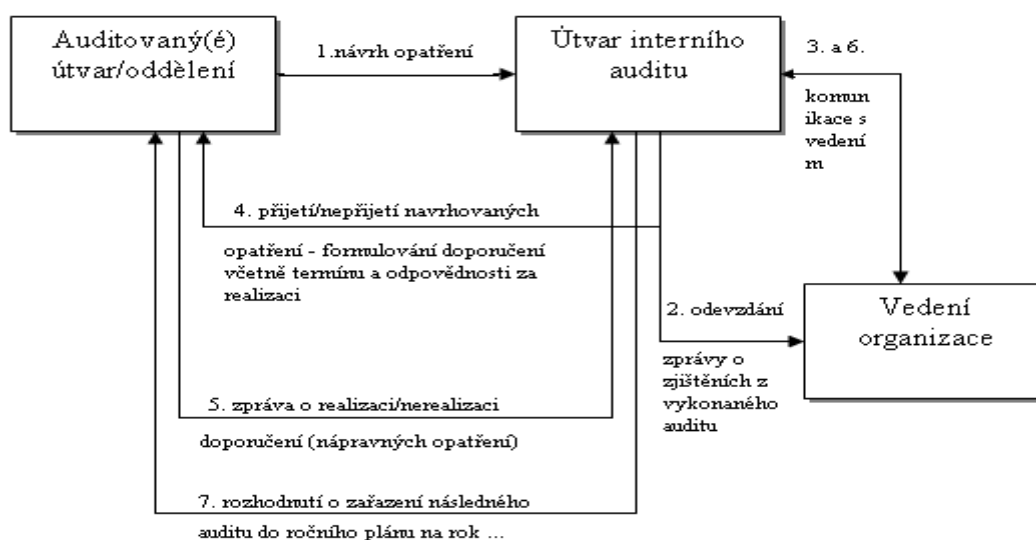 Auditovaný(é)
útvar/oddělení
1.návrh opatření
Útvar interního
auditu
3. a 6.
komun
ikace s
vedení
m
4. přijetí/nepřijetí navrhovaných
opatření - formulování doporučení
včetně termínu a odpovědnosti za
realizaci
2. odevzdání
zprávy o
zjištěních z
vykonaného
auditu
Vedení
organizace
5. zpráva o realizaci/nerealizaci
doporučení (nápravných opatření)
7. rozhodnutí o zařazení následného
auditu do ročního plánu na rok ...